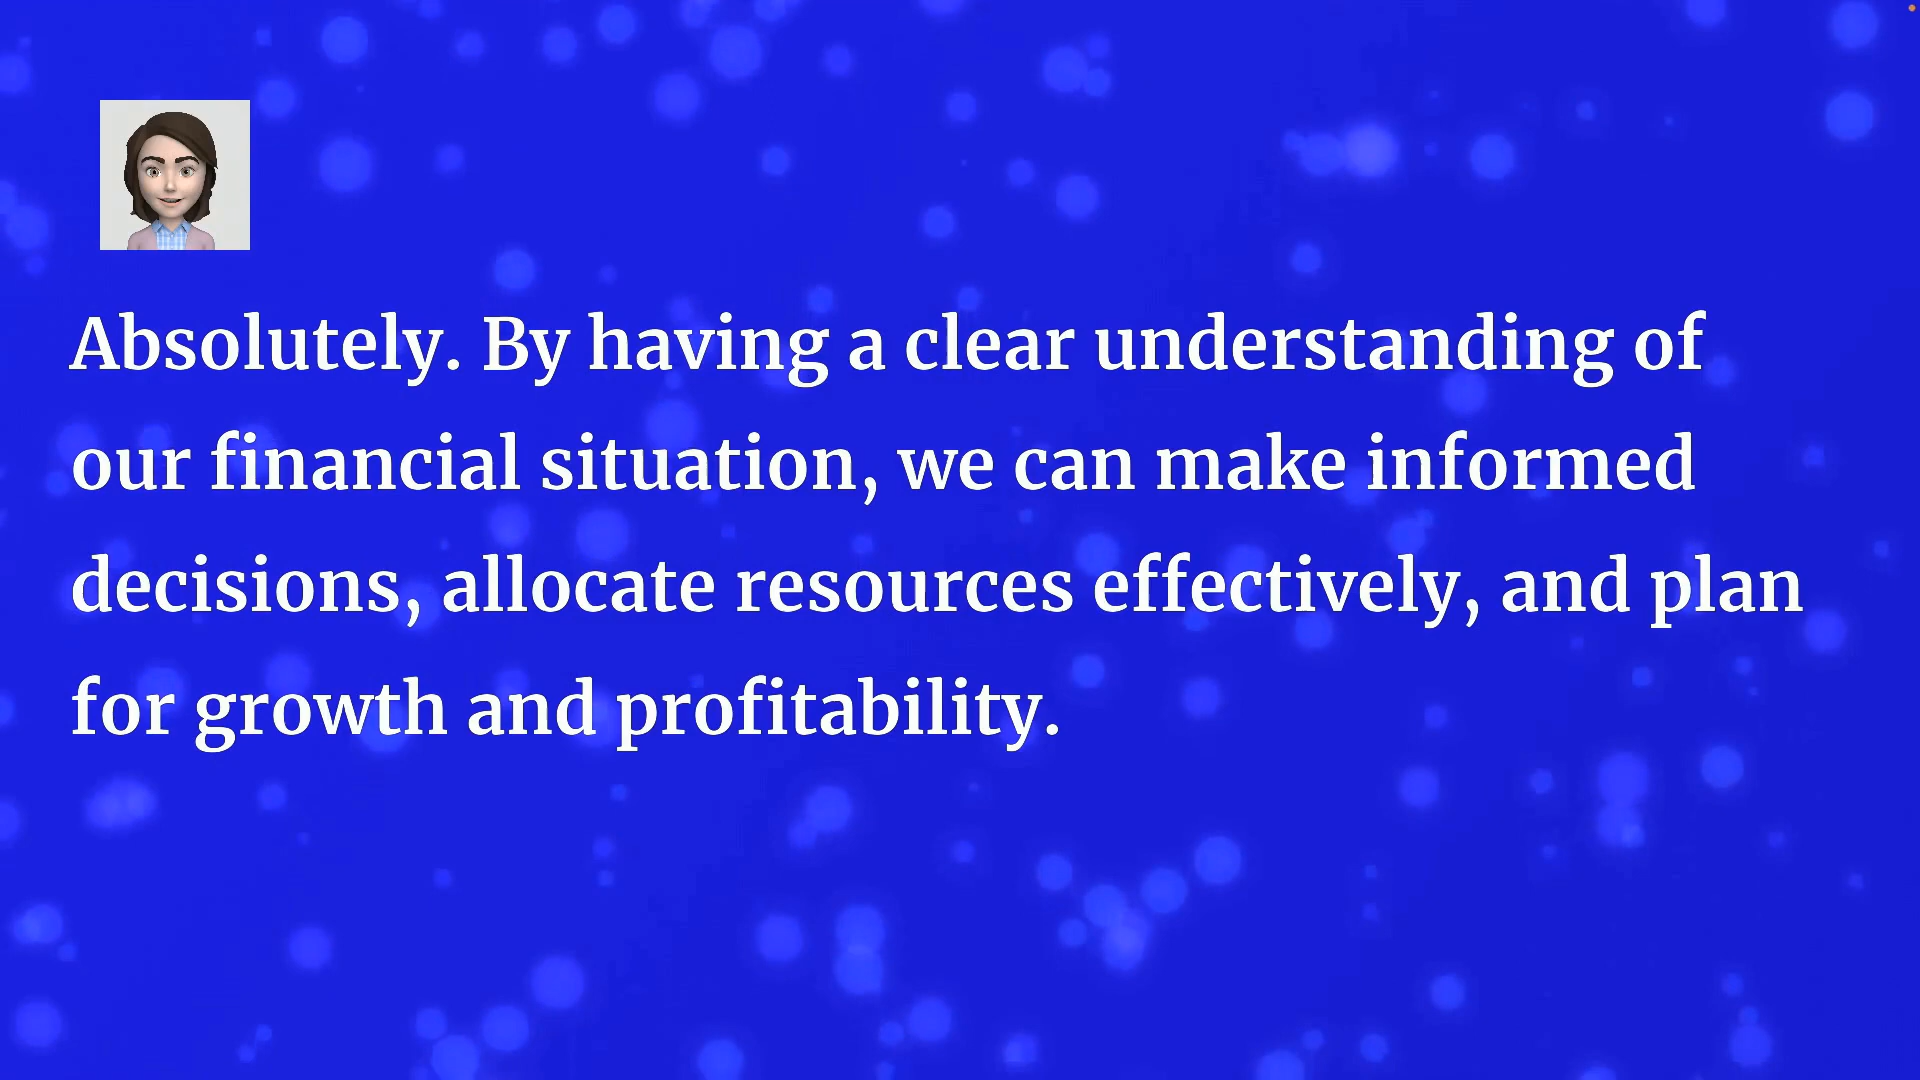 Absolutely. By having a clear understanding of
our financial situation, we can make informed
decisions, allocate resources effectively, and plan
for growth and profitability.